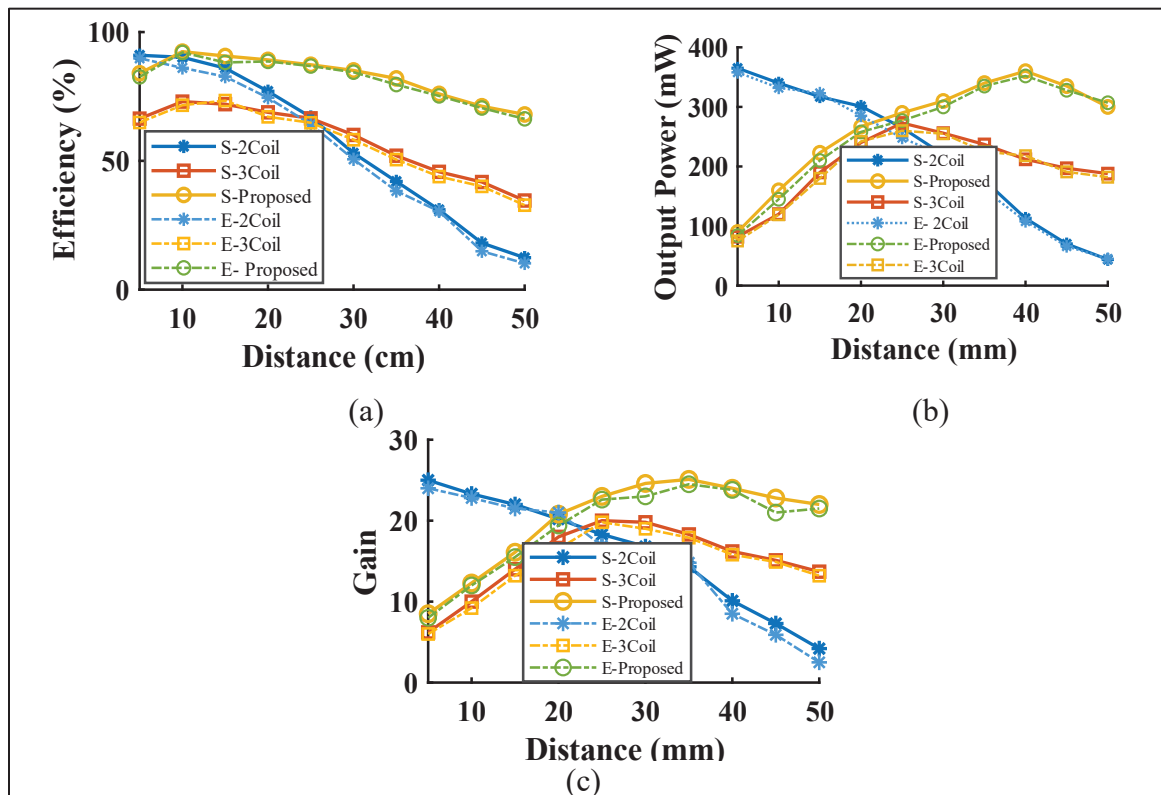 100
50
0
Efficiency (%)
S-2Coil
S-3Coil
S-Proposed
E-2Coil
E-3Coil
E- Proposed
10 20 30 40 50
Distance (cm)
(a)
400
300
200
100
0
Output Power (mW)
S-2Coil
S-Proposed
S-3Coil
E- 2Coil
E-Proposed
E-3Coil
10 20 30 40 50
Distance (mm)
(b)
30
20
10
0
Gain
S-2Coil
S-3Coil
S-Proposed
E-2Coil
E-3Coil
E-Proposed
10 20 30 40 50
Distance (mm)
(c)